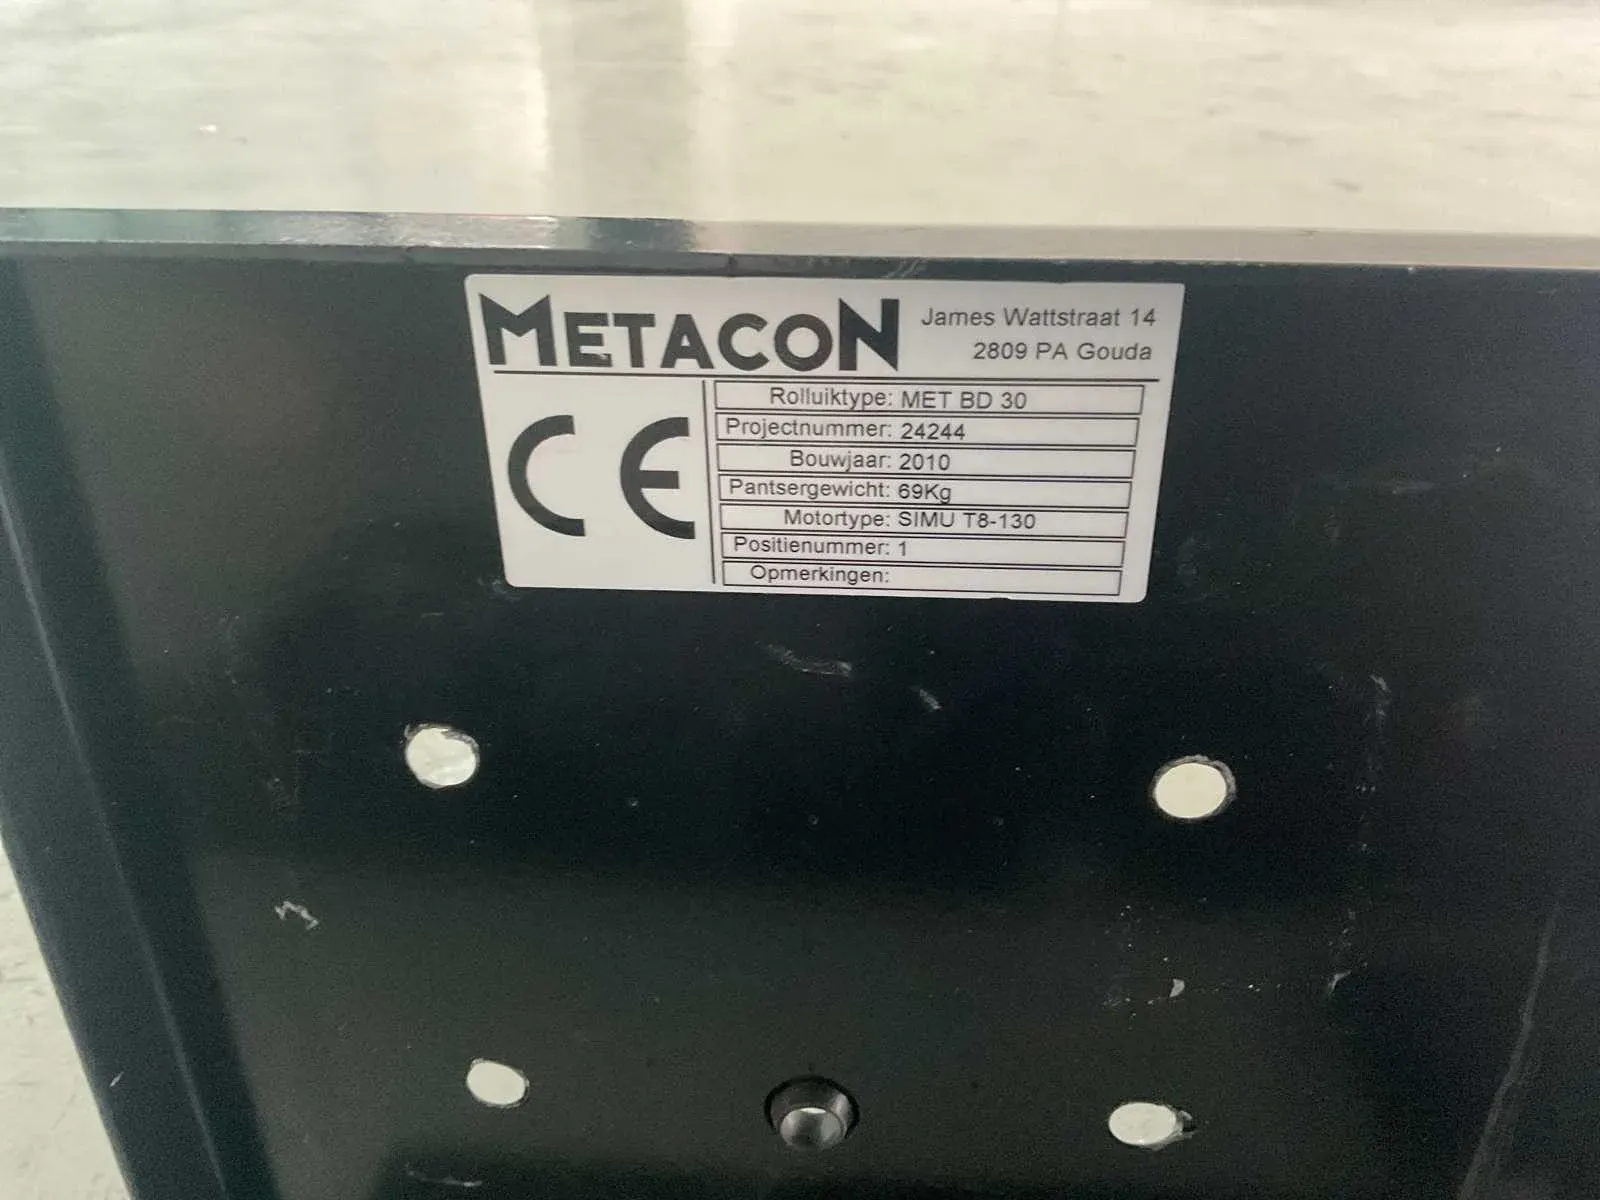 METACON
James Wattstraat 14
2809 PA Gouda
CE
Rolluiktype: MET BD 30
Projectnummer: 24244
Bouwjaar: 2010
Pantsergewicht: 69Kg
Motortype: SIMU T8-130
Positienummer: 1
Opmerkingen: